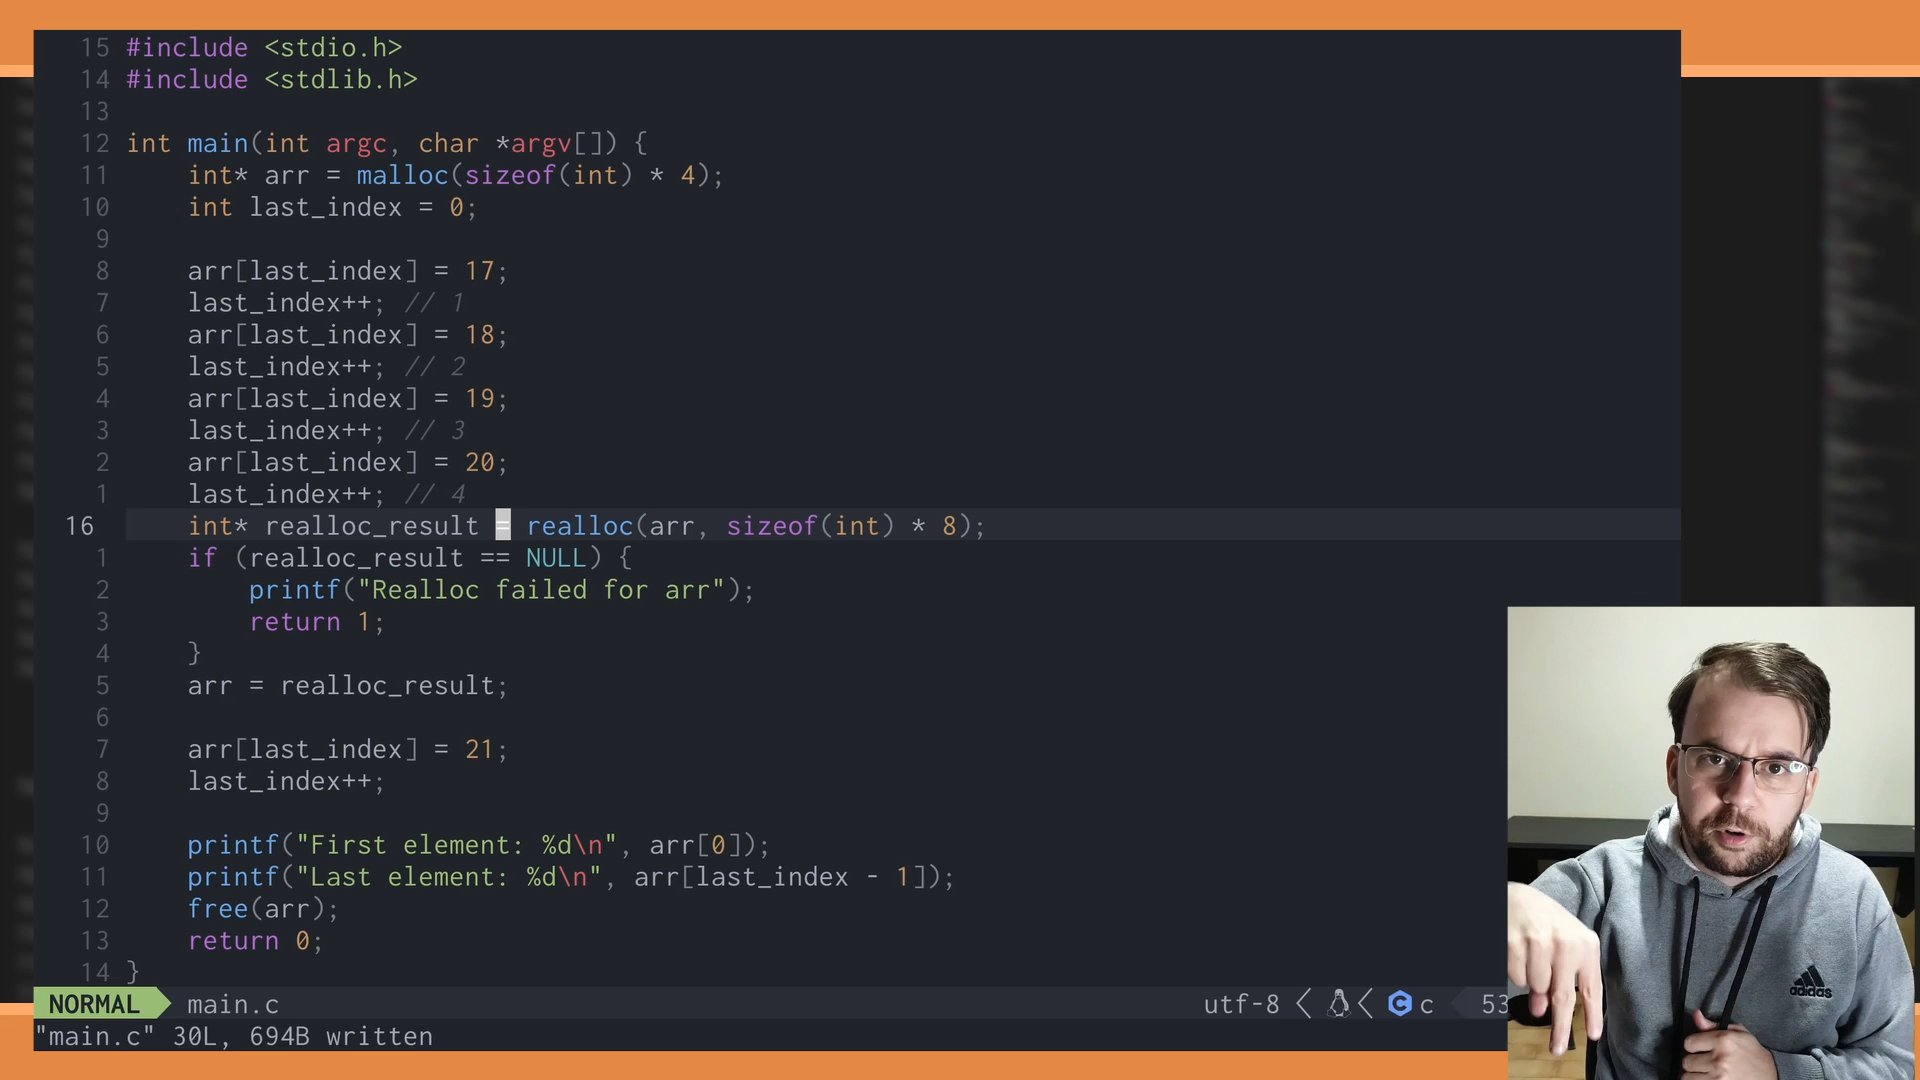 15 #include <stdio.h>
14 #include <stdlib.h>
13
12 int main(int argc, char *argv[]) {
11     int* arr = malloc(sizeof(int) * 4);
10     int last_index = 0;
9
8     arr[last_index] = 17;
7     last_index++; // 1
6     arr[last_index] = 18;
5     last_index++; // 2
4     arr[last_index] = 19;
3     last_index++; // 3
2     arr[last_index] = 20;
1     last_index++; // 4
16     int* realloc_result = realloc(arr, sizeof(int) * 8);
1     if (realloc_result == NULL) {
2         printf("Realloc failed for arr");
3         return 1;
4     }
5     arr = realloc_result;
6
7     arr[last_index] = 21;
8     last_index++;
9
10     printf("First element: %d\n", arr[0]);
11     printf("Last element: %d\n", arr[last_index - 1]);
12     free(arr);
13     return 0;
14 }
NORMAL main.c utf-8 c 53
"main.c" 30L, 694B written
adidas